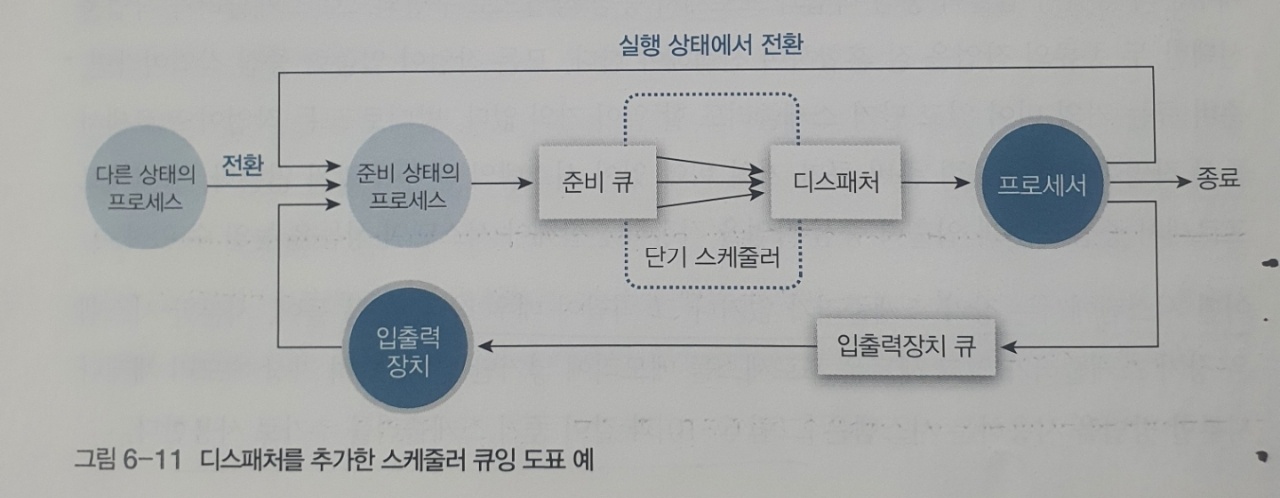 실행 상태에서 전환
다른 상태의
프로세스
전환
준비 상태의
프로세스
준비 큐
디스패처
프로세서
종료
단기 스케줄러
입출력
장치
입출력장치 큐
그림 6-11 디스패처를 추가한 스케줄러 큐잉 도표 예